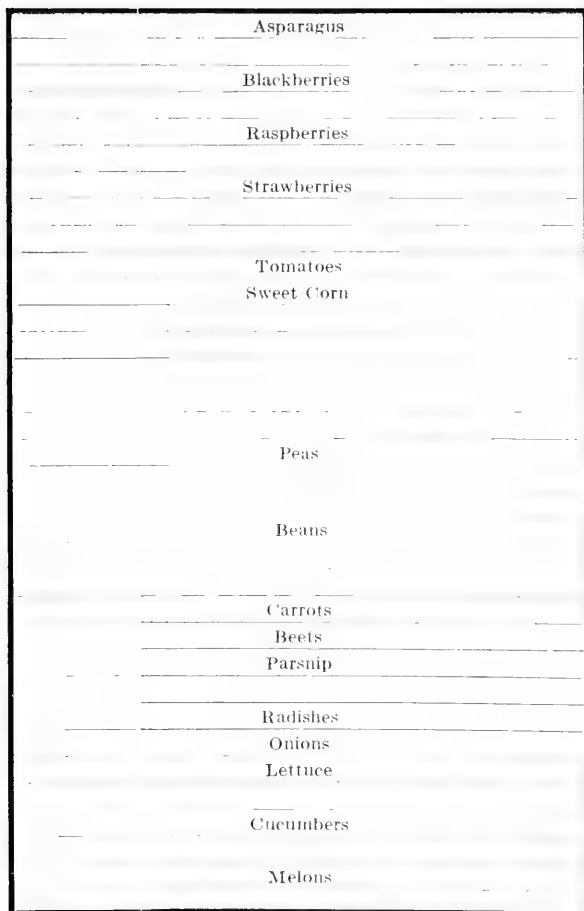 Asparagus
Blackberries
Raspberries
Strawberries
Tomatoes
Sweet Corn
Peas
Beans
Carrots
Beets
Parsnip
Radishes
Onions
Lettuce
Cucumbers
Melons